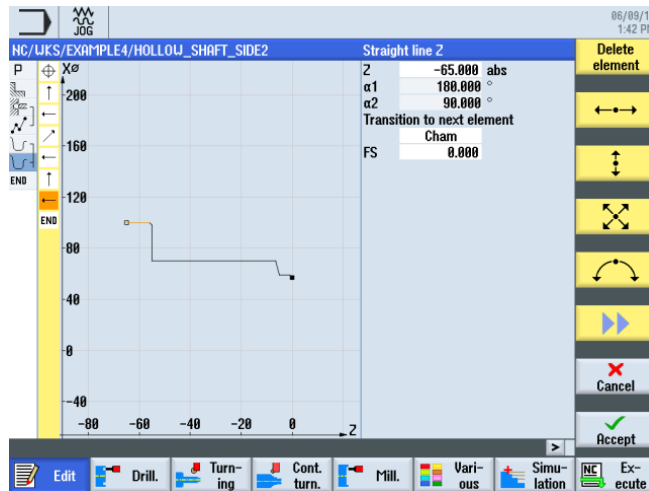 JOG
06/09/1
1:42 P
NC/WKS/EXAMPLE4/HOLLOW_SHAFT_SIDE2
Straight line Z
Delete
element
P
END
END
XØ
200
160
120
80
40
0
-40
-80 -60 -40 -20 0 Z
Z -65.000 abs
α1 180.000 °
α2 90.000 °
Transition to next element
Cham
FS 0.000
Cancel
Accept
>
Edit
Drill.
Turn-
ing
Cont.
turn.
Mill.
Vari-
ous
Simu-
lation
NC Ex-
ecute